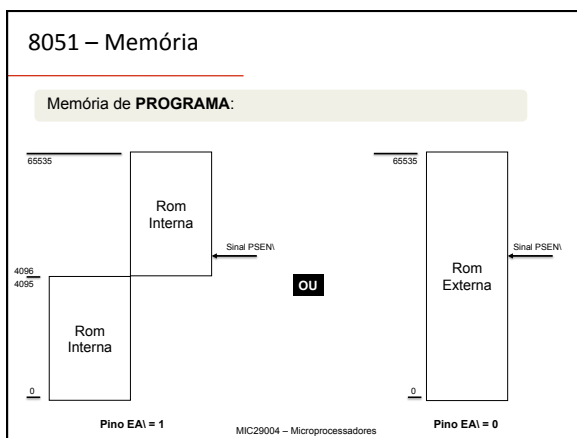 8051 – Memória
Memória de PROGRAMA:
65535
Rom
Interna
Sinal PSEN\
4096
4095
Rom
Interna
0
Pino EA\ = 1
OU
65535
Rom
Externa
Sinal PSEN\
0
Pino EA\ = 0
MIC29004 – Microprocessadores